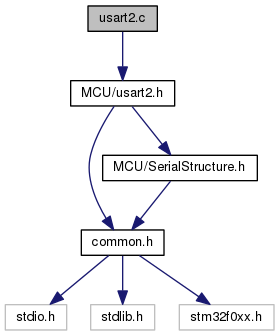 usart2.c
MCU/usart2.h
MCU/SerialStructure.h
common.h
stdio.h
stdlib.h
stm32f0xx.h